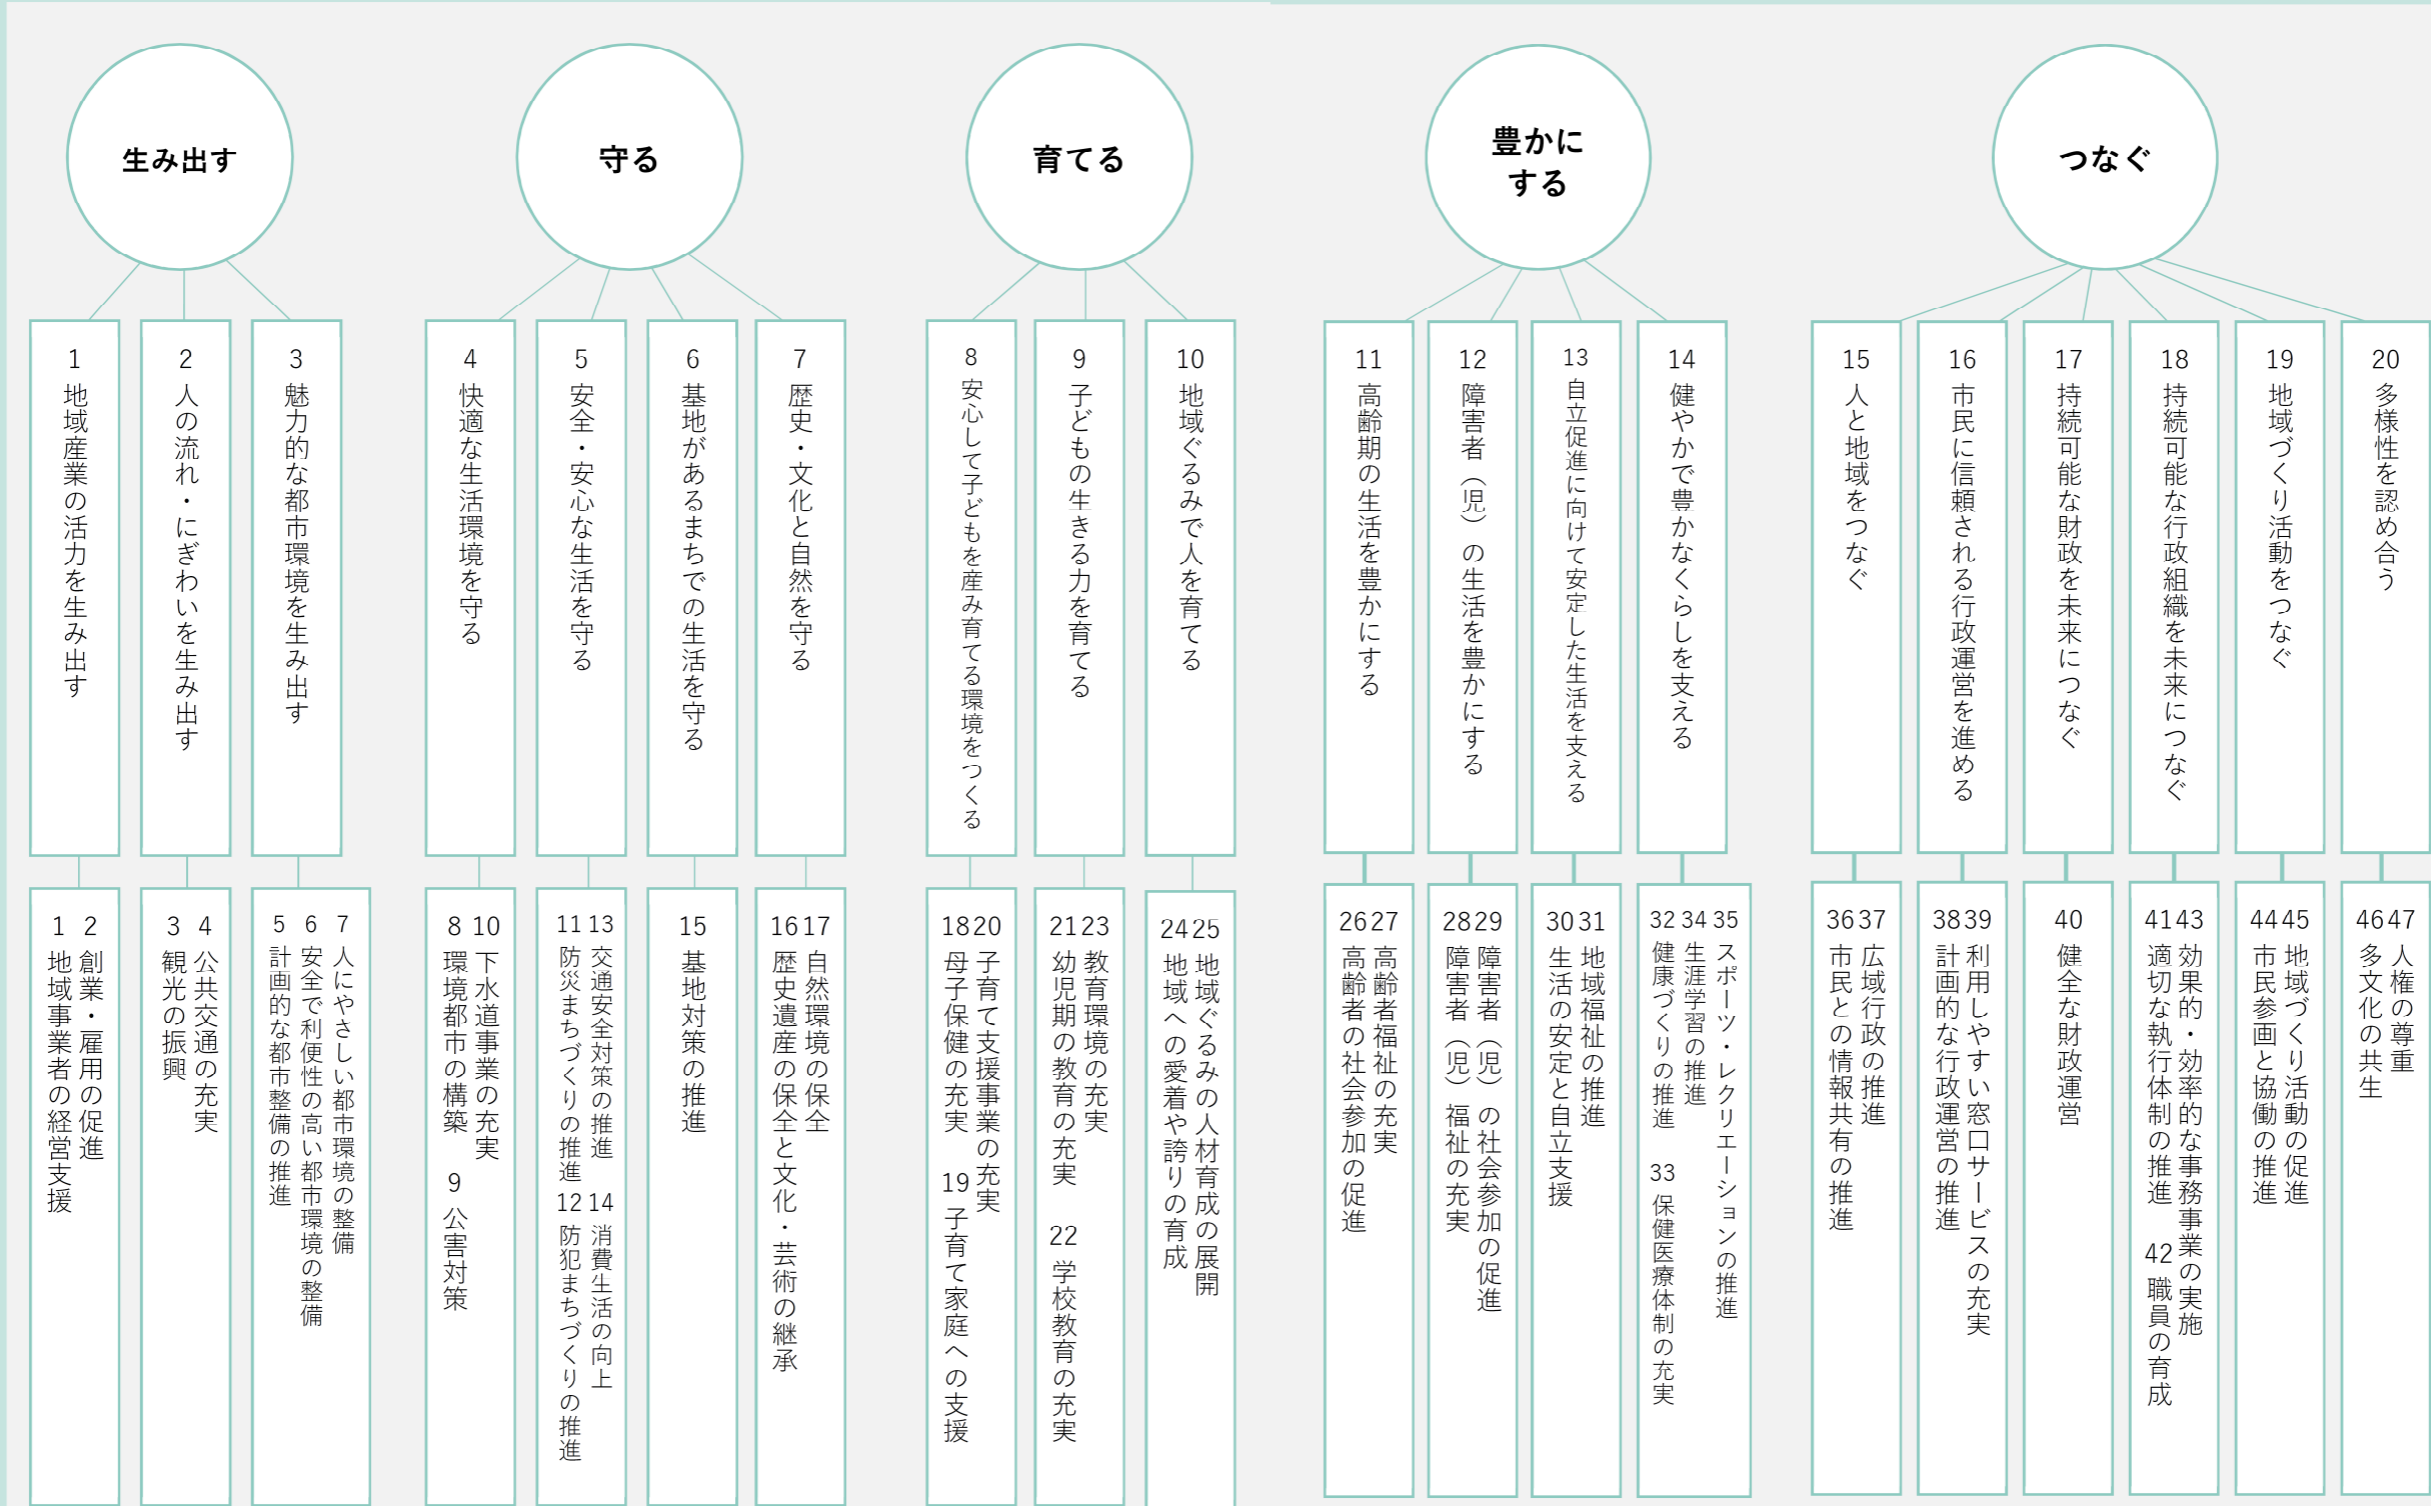 生み出す
1 地域産業の活力を生み出す
2 人の流れ・にぎわいを生み出す
3 魅力的な都市環境を生み出す
1 地域事業者の経営支援
2 創業・雇用の促進
3 観光の振興
4 公共交通の充実
5 計画的な都市整備の推進
6 安全で利便性の高い都市環境の整備
7 人にやさしい都市環境の整備
守る
4 快適な生活環境を守る
5 安全・安心な生活を守る
6 基地があるまちでの生活を守る
7 歴史・文化と自然を守る
8 環境都市の構築
9 公害対策
10 下水道事業の充実
11 防災まちづくりの推進
12 防犯まちづくりの推進
13 交通安全対策の推進
14 消費生活の向上
15 基地対策の推進
16 歴史遺産の保全と文化・芸術の継承
17 自然環境の保全
育てる
8 安心して子どもを産み育てる環境をつくる
9 子どもの生きる力を育てる
10 地域ぐるみで人を育てる
18 母子保健の充実
19 子育て家庭への支援
20 子育て支援事業の充実
21 幼児期の教育の充実
22 学校教育の充実
23 教育環境の充実
24 地域への愛着や誇りの育成
25 地域ぐるみの人材育成の展開
豊かに
する
11 高齢期の生活を豊かにする
12 障害者（児）の生活を豊かにする
13 自立促進に向けて安定した生活を支える
14 健やかで豊かなくらしを支える
26 高齢者の社会参加の促進
27 高齢者福祉の充実
28 障害者（児）福祉の充実
29 障害者（児）の社会参加の促進
30 生活の安定と自立支援
31 地域福祉の推進
32 健康づくりの推進
33 保健医療体制の充実
34 生涯学習の推進
35 スポーツ・レクリエーションの推進
つなぐ
15 人と地域をつなぐ
16 市民に信頼される行政運営を進める
17 持続可能な財政を未来につなぐ
18 持続可能な行政組織を未来につなぐ
19 地域づくり活動をつなぐ
20 多様性を認め合う
36 市民との情報共有の推進
37 広域行政の推進
38 計画的な行政運営の推進
39 利用しやすい窓口サービスの充実
40 健全な財政運営
41 適切な執行体制の推進
42 職員の育成
43 効果的・効率的な事務事業の実施
44 市民参画と協働の推進
45 地域づくり活動の促進
46 多文化の共生
47 人権の尊重